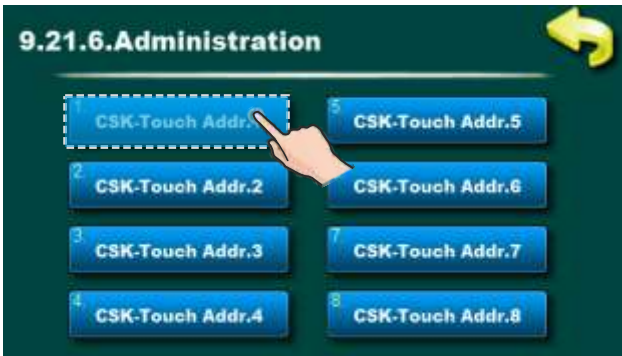 9.21.6.Administration
1. CSK-Touch Addr.
2. CSK-Touch Addr.2
3. CSK-Touch Addr.3
4. CSK-Touch Addr.4
5 CSK-Touch Addr.5
CSK-Touch Addr.6
7 CSK-Touch Addr.7
8 CSK-Touch Addr.8